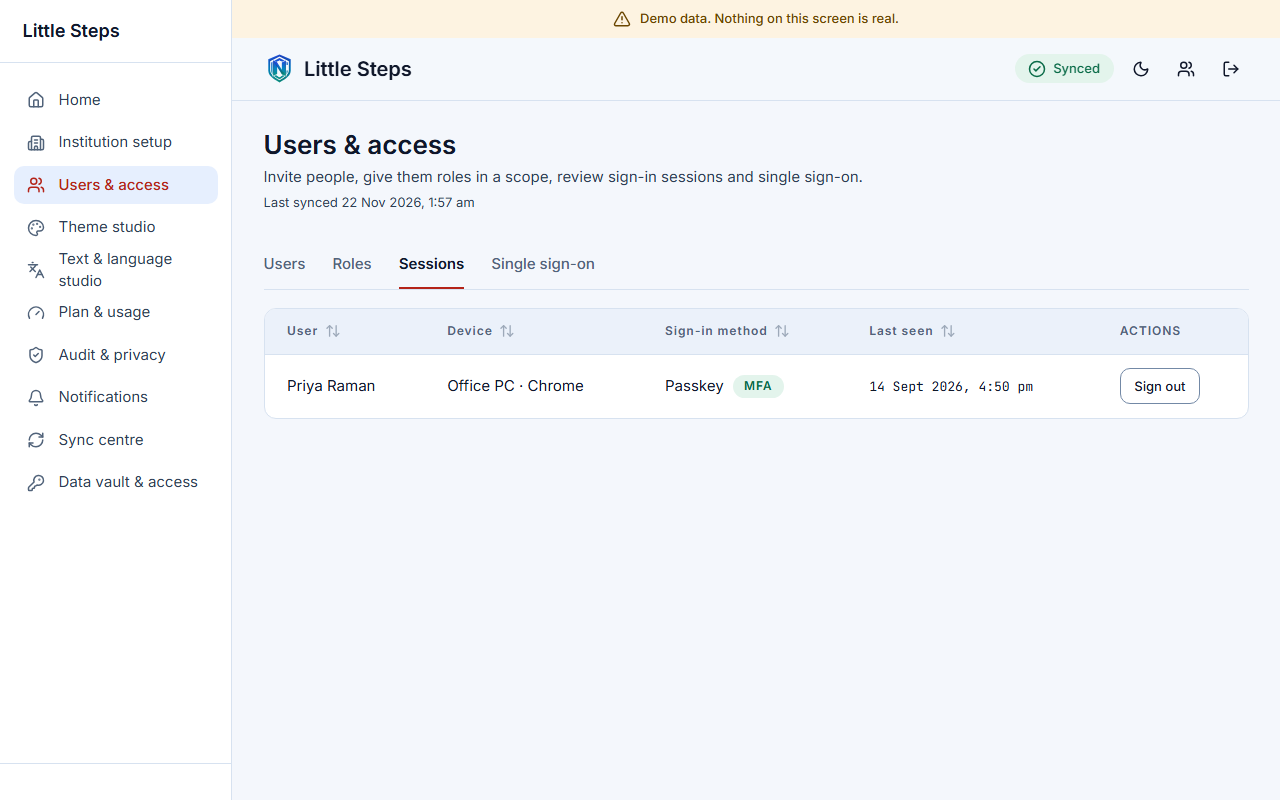 Little Steps
Demo data. Nothing on this screen is real.
Little Steps
Synced
Home
Institution setup
Users & access
Theme studio
Text & language
studio
Plan & usage
Audit & privacy
Notifications
Sync centre
Data vault & access
Users & access
Invite people, give them roles in a scope, review sign-in sessions and single sign-on.
Last synced 22 Nov 2026, 1:57 am
Users Roles Sessions Single sign-on
User Device Sign-in method Last seen ACTIONS
Priya Raman Office PC · Chrome Passkey MFA 14 Sept 2026, 4:50 pm Sign out